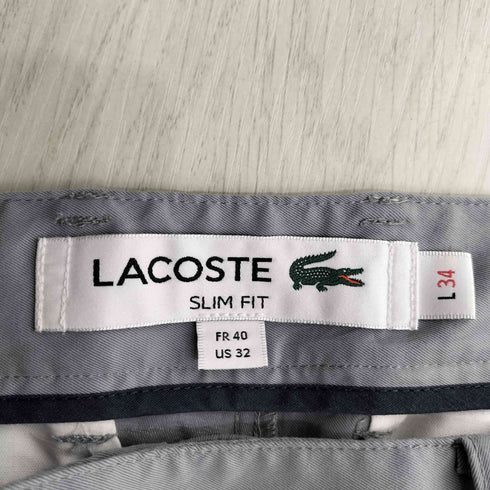 LACOSTE
SLIM FIT
FR 40
US 32
L 34